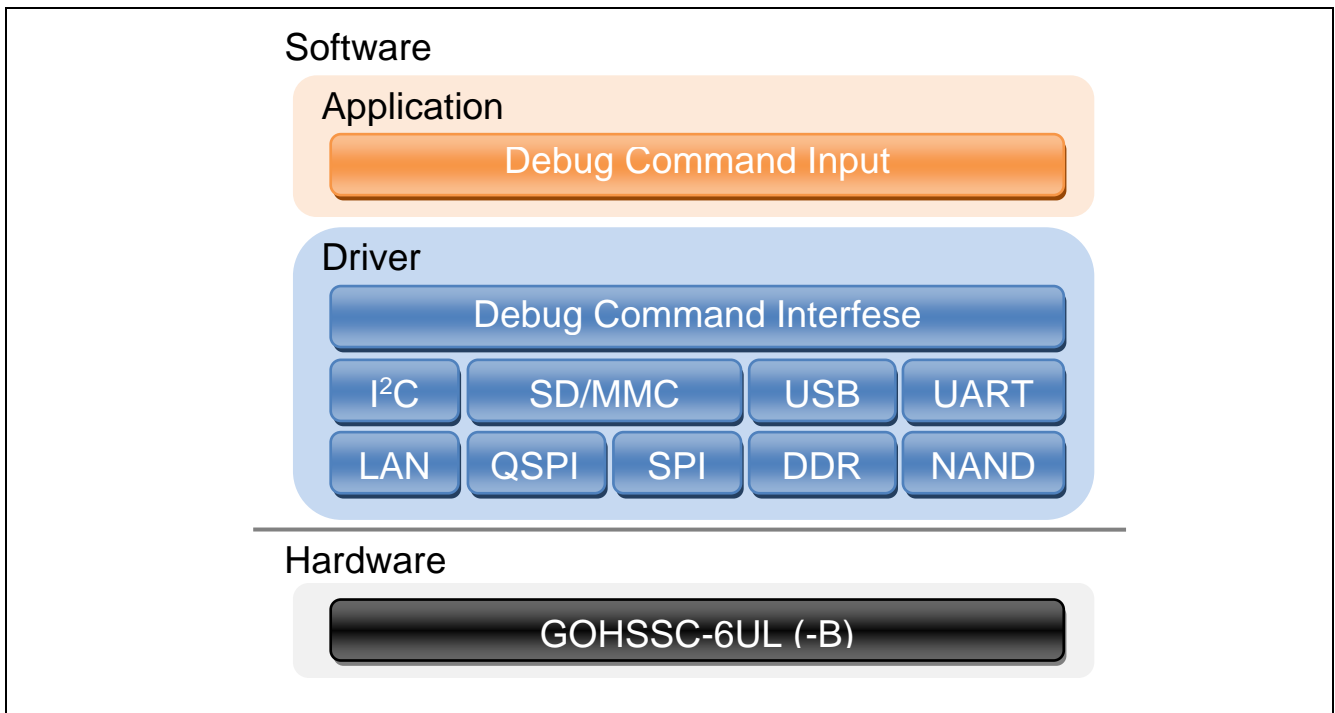 Software
Application
Debug Command Input
Driver
Debug Command Interfese
I²C SD/MMC USB UART
LAN QSPI SPI DDR NAND
Hardware
GOHSSC-6UL (-B)